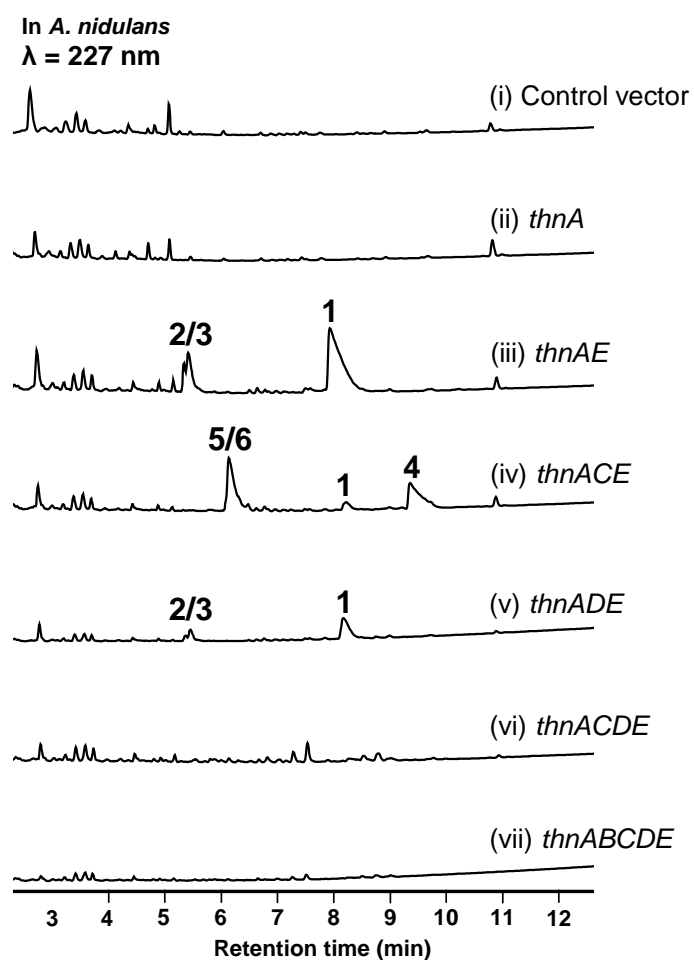 In A. nidulans
λ = 227 nm
(i) Control vector
(ii) thnA
1
2/3
(iii) thnAE
5/6
4
1
(iv) thnACE
2/3
1
(v) thnADE
(vi) thnACDE
(vii) thnABCDE
3 4 5 6 7 8 9 10 11 12
Retention time (min)